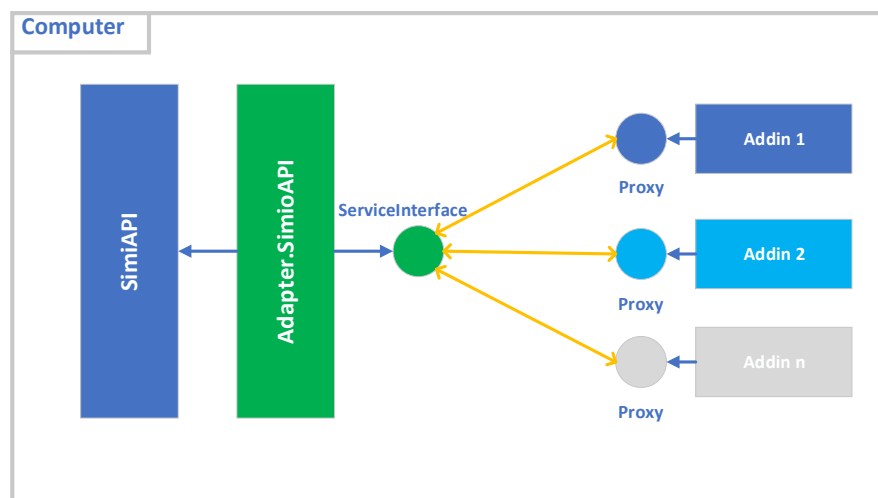 Computer
SimiAPI
Adapter.SimioAPI
ServiceInterface
Proxy
Addin 1
Proxy
Addin 2
Proxy
Addin n